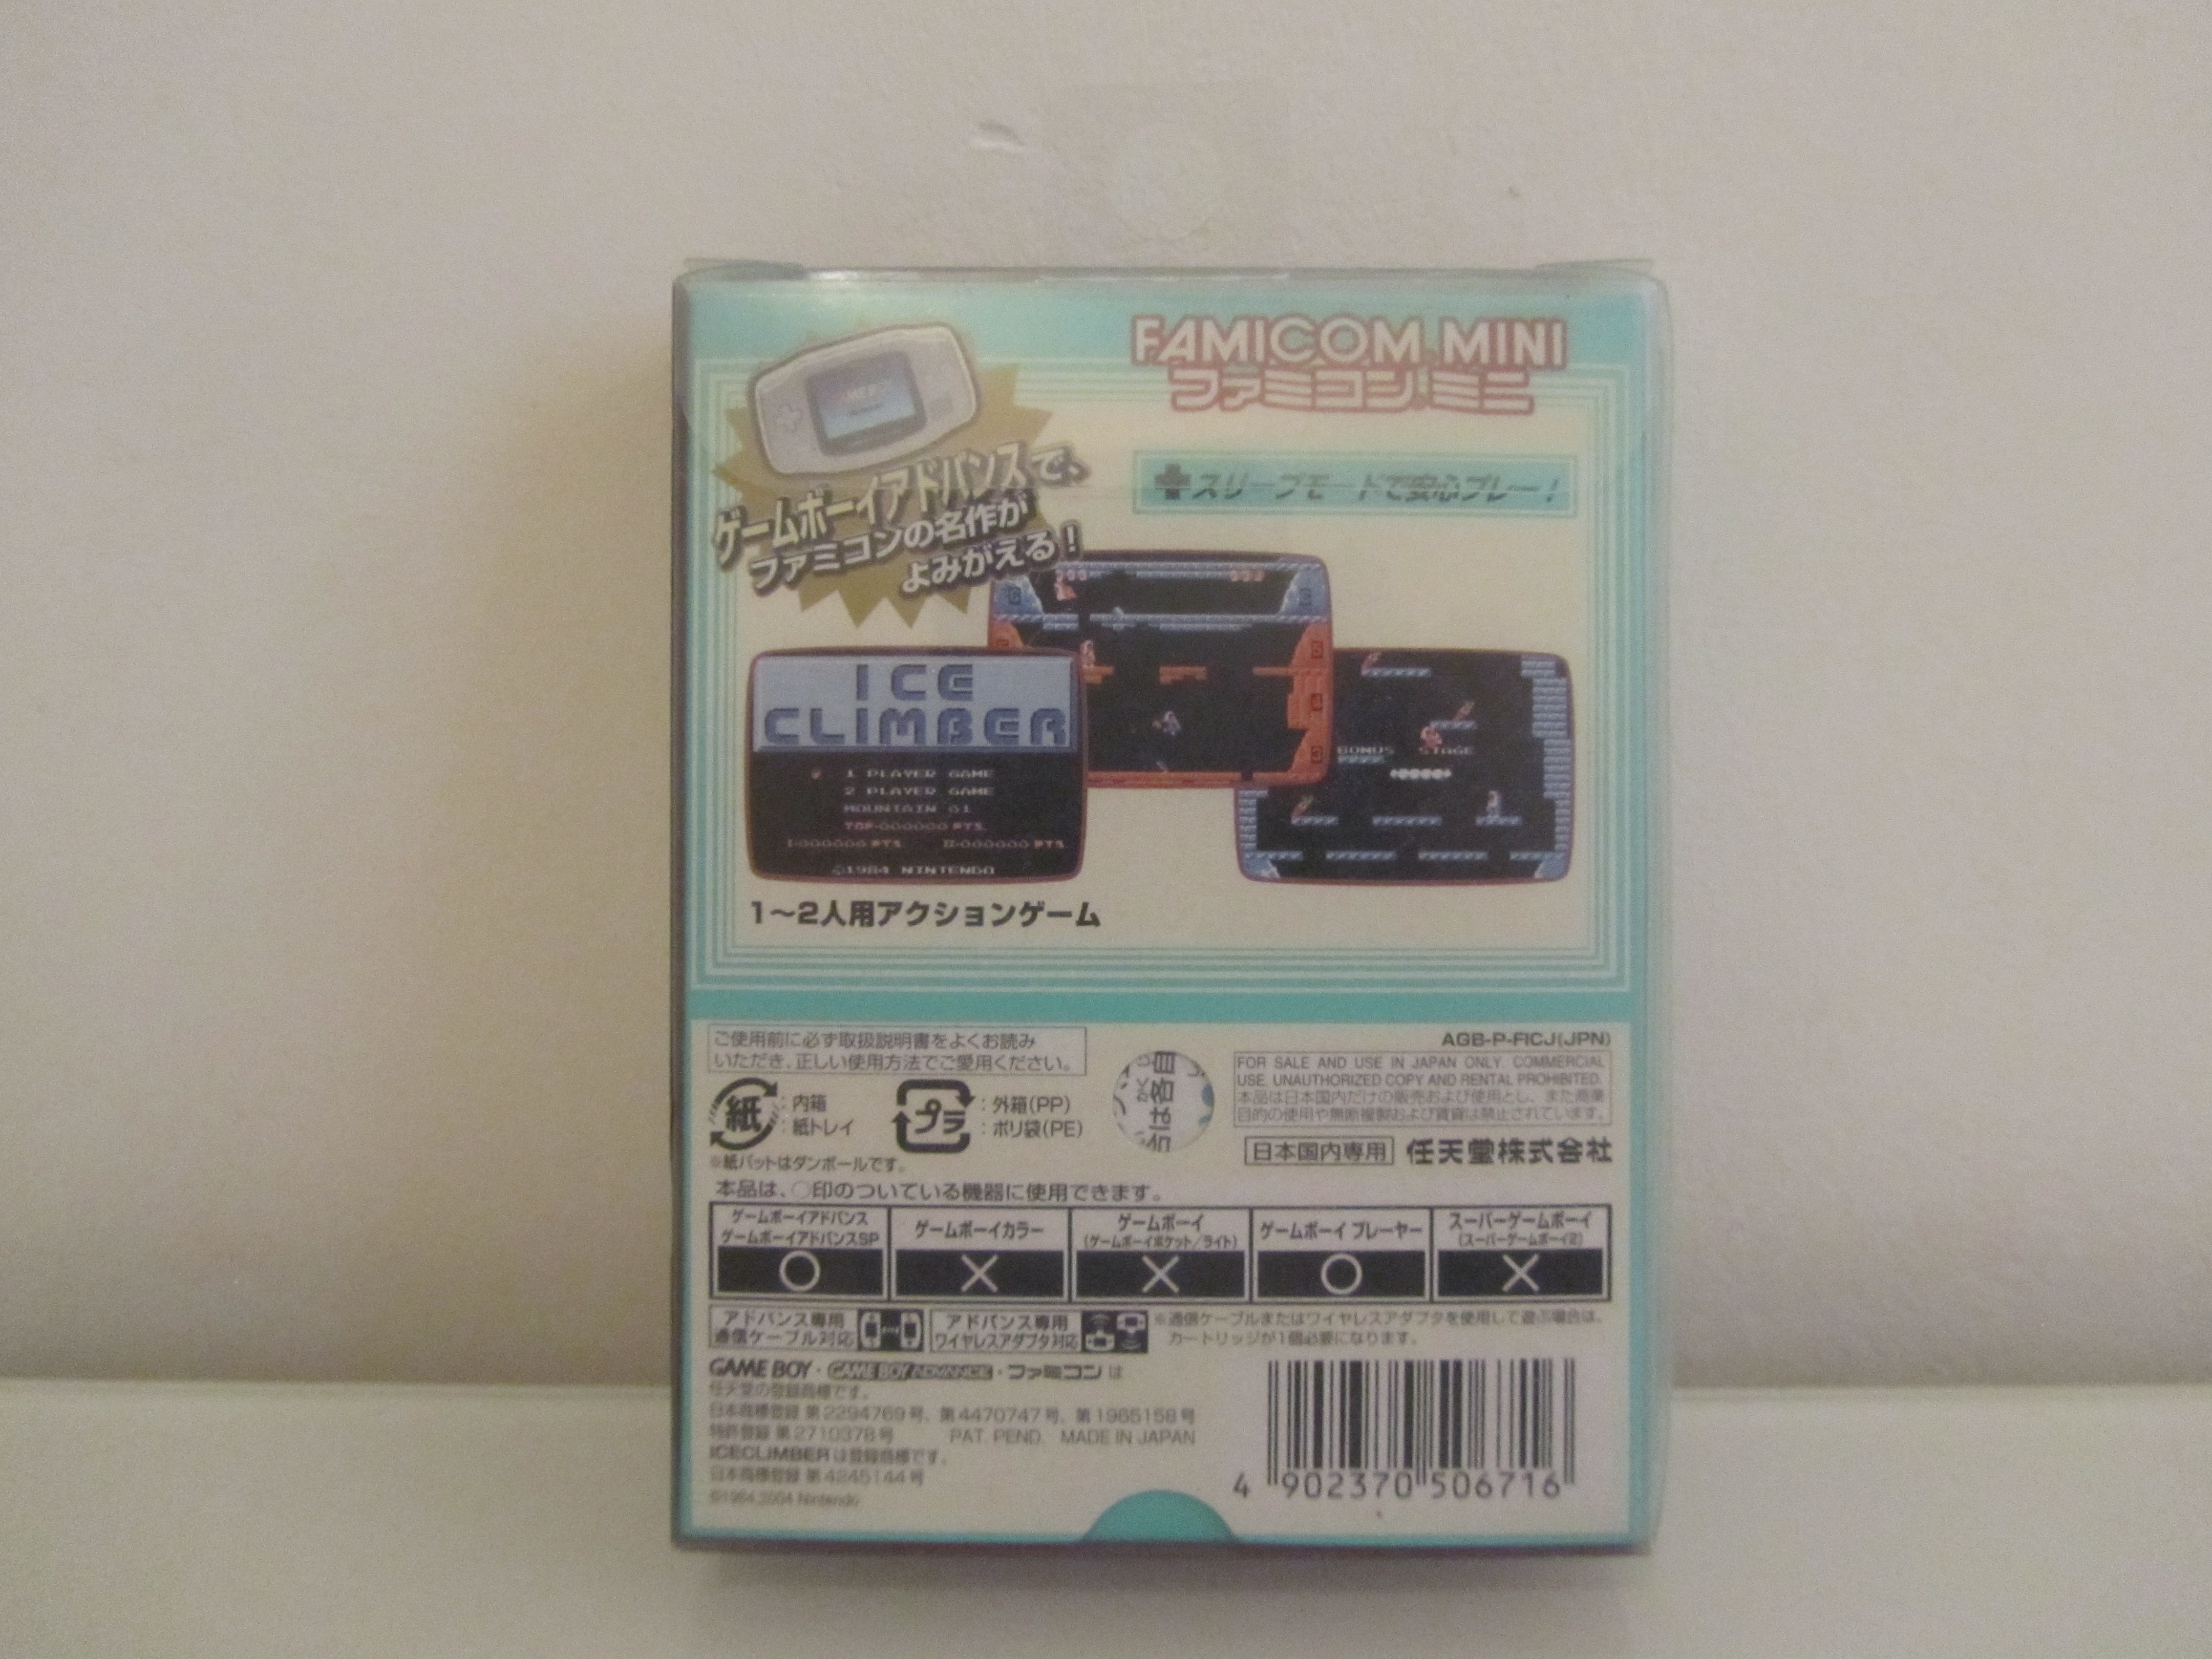 FAMICOM MINI
ファミコンミニ
ゲームボーイアドバンスで、
ファミコンの名作が
よみがえる!
スリープモードで安心プレー!
ICE
CLIMBER
1 PLAYER GAME
2 PLAYER GAME
MOUNTAIN 01
TOP-000000 PTS
I-000000 PTS II-000000 PTS
©1984 NINTENDO
BONUS STAGE
1〜2人用アクションゲーム
ご使用前に必ず取扱説明書をよくお読み
いただき、正しい使用方法でご愛用ください。
紙 :内箱
:紙トレイ
プラ :外箱(PP)
:ポリ袋(PE)
※紙パットはダンボールです。
AGB-P-FICJ(JPN)
FOR SALE AND USE IN JAPAN ONLY. COMMERCIAL
USE, UNAUTHORIZED COPY AND RENTAL PROHIBITED.
本品は日本国内だけの販売および使用とし、また商業
目的の使用や無断複製および賃貸は禁止されています。
日本国内専用 任天堂株式会社
本品は、○印のついている機器に使用できます。
ゲームボーイアドバンス
ゲームボーイアドバンスSP
○
ゲームボーイカラー
×
ゲームボーイ
(ゲームボーイポケット/ライト)
×
ゲームボーイ プレーヤー
○
スーパーゲームボーイ
(スーパーゲームボーイ2)
×
アドバンス専用
通信ケーブル対応
アドバンス専用
ワイヤレスアダプタ対応
※通信ケーブルまたはワイヤレスアダプタを使用して遊ぶ場合は、
カートリッジが1個必要になります。
GAME BOY・GAME BOY ADVANCE・ファミコン は
任天堂の登録商標です。
日本商標登録 第2294769号、第4470747号、第1965158号
特許登録 第2710378号 PAT. PEND. MADE IN JAPAN
ICECLIMBERは登録商標です。
日本商標登録 第4245144号
©1984,2004 Nintendo
4 902370 506716